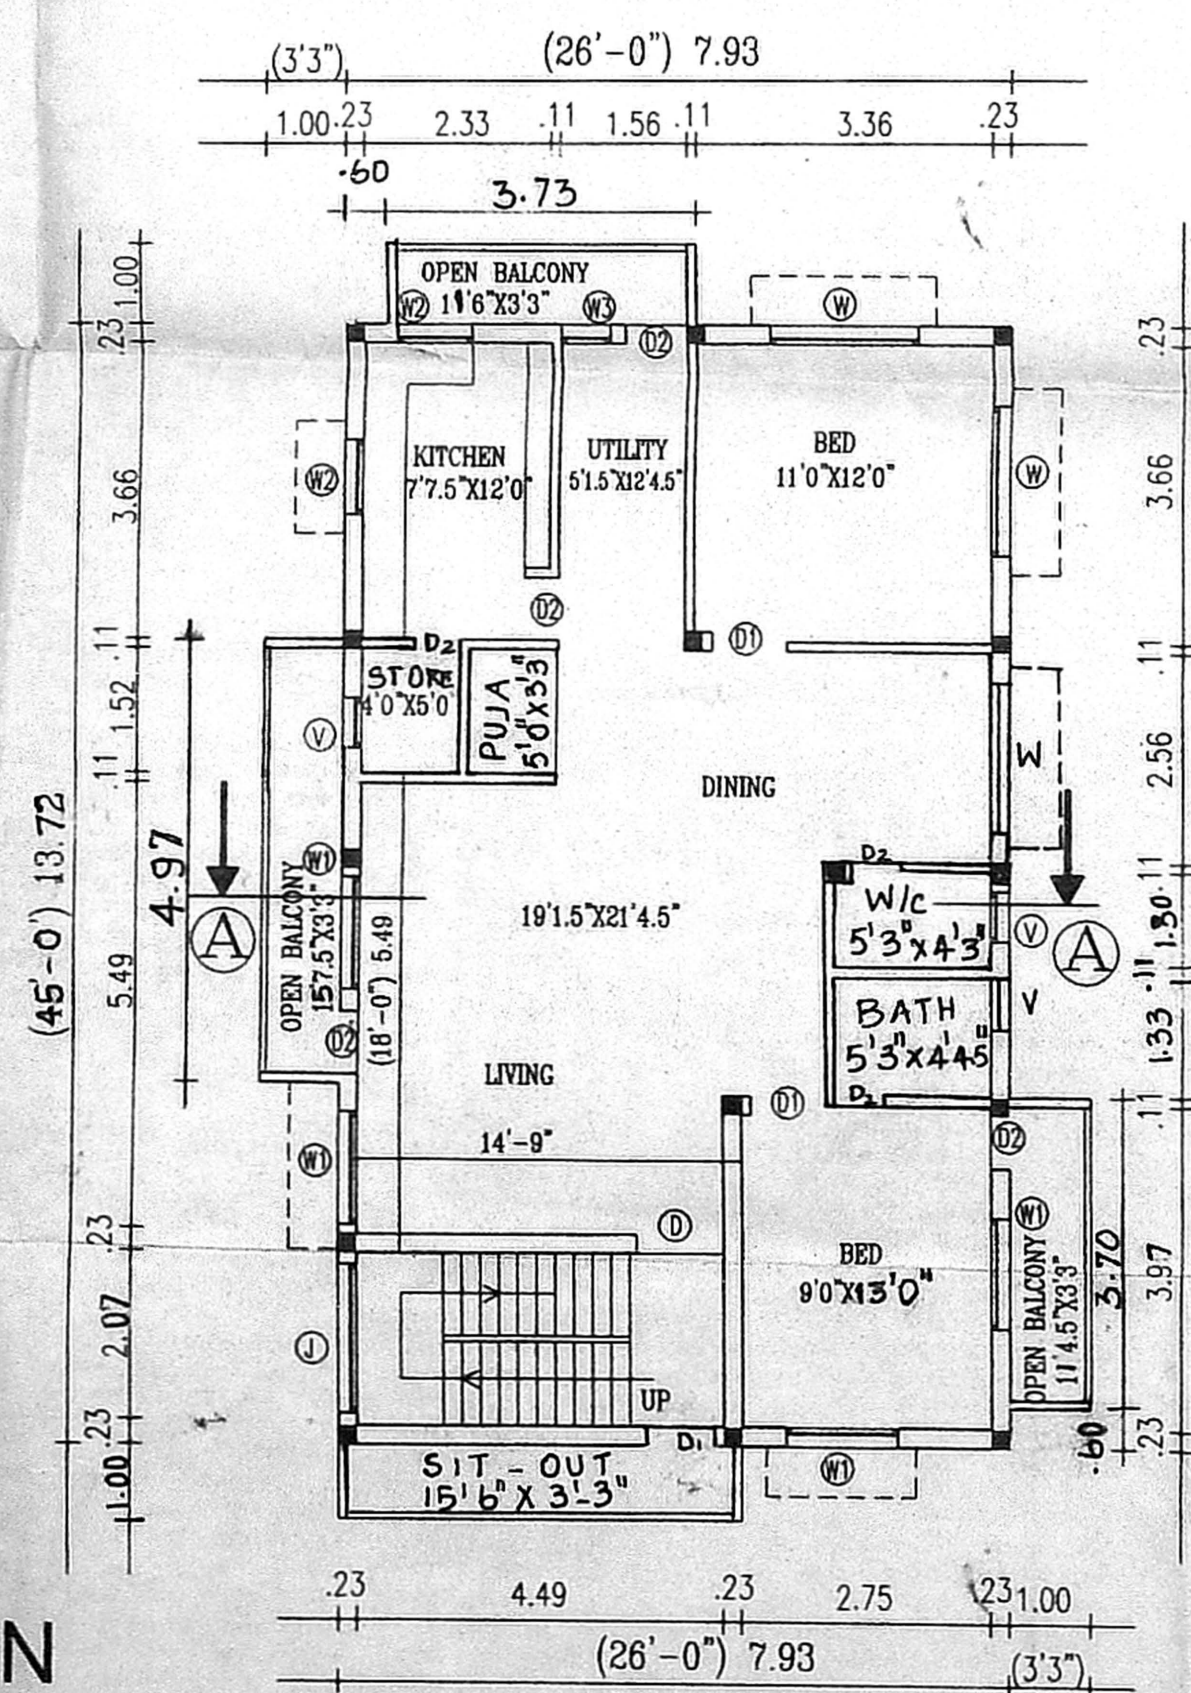 (3'3")
(26'-0") 7.93
1.00 .23 2.33 .11 1.56 .11 3.36 .23
.60 3.73
OPEN BALCONY
11'6"X3'3"
W2
W3
D2
W
1.00
.23
3.66
.11
1.52
.11
5.49
.23
2.07
.23
1.00
(45'-0") 13.72
4.97
KITCHEN
7'7.5"X12'0"
UTILITY
5'1.5"X12'4.5"
BED
11'0"X12'0"
W2
W
D2
D1
D2
STORE
4'0"X5'0"
PUJA
5'0"X3'3"
V
W
DINING
W1
D2
W/C
5'3"X4'3"
V
A
A
OPEN BALCONY
15'7.5"X3'3"
(18'-0") 5.49
19'1.5"X21'4.5"
BATH
5'3"X4'4.5"
V
D2
D2
LIVING
D1
D2
14'-9"
W1
D
W1
BED
9'0"X13'0"
OPEN BALCONY
11'4.5"X3'3"
J
UP
D1
SIT-OUT
15'6"X3'-3"
W1
.23
3.66
.11
2.56
.11
1.30
.11
1.33
.11
3.97
.23
3.70
.60
.23 4.49 .23 2.75 .23 1.00
(26'-0") 7.93
(3'3")
N